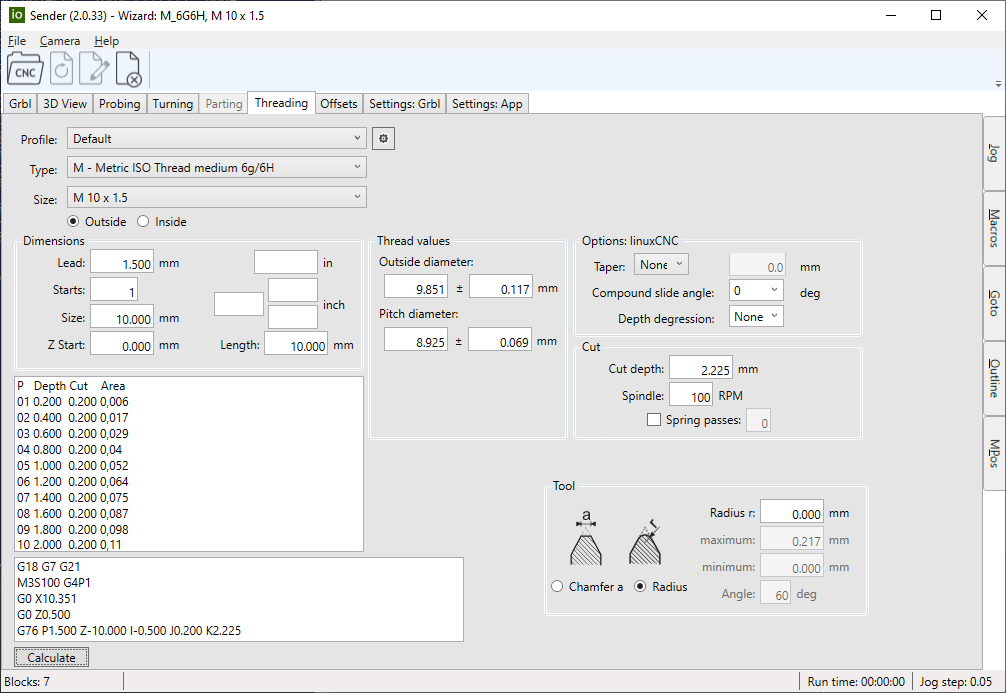 io Sender (2.0.33) - Wizard: M_6G6H, M 10 x 1.5
File Camera Help
CNC
Grbl 3D View Probing Turning Parting Threading Offsets Settings: Grbl Settings: App
Profile: Default
Type: M - Metric ISO Thread medium 6g/6H
Size: M 10 x 1.5
Outside Inside
Dimensions
Lead: 1.500 mm in
Starts: 1 inch
Size: 10.000 mm
Z Start: 0.000 mm Length: 10.000 mm
Thread values
Outside diameter:
9.851 ± 0.117 mm
Pitch diameter:
8.925 ± 0.069 mm
Options: linuxCNC
Taper: None 0.0 mm
Compound slide angle: 0 deg
Depth degression: None
Cut
Cut depth: 2.225 mm
Spindle: 100 RPM
Spring passes: 0
P Depth Cut Area
01 0.200 0.200 0,006
02 0.400 0.200 0,017
03 0.600 0.200 0,029
04 0.800 0.200 0,04
05 1.000 0.200 0,052
06 1.200 0.200 0,064
07 1.400 0.200 0,075
08 1.600 0.200 0,087
09 1.800 0.200 0,098
10 2.000 0.200 0,11
G18 G7 G21
M3S100 G4P1
G0 X10.351
G0 Z0.500
G76 P1.500 Z-10.000 I-0.500 J0.200 K2.225
Tool
a r
Radius r: 0.000 mm
maximum: 0.217 mm
minimum: 0.000 mm
Angle: 60 deg
Chamfer a Radius
Calculate
Jog
Macros
Goto
Outline
MPos
Blocks: 7
Run time: 00:00:00 Jog step: 0.05